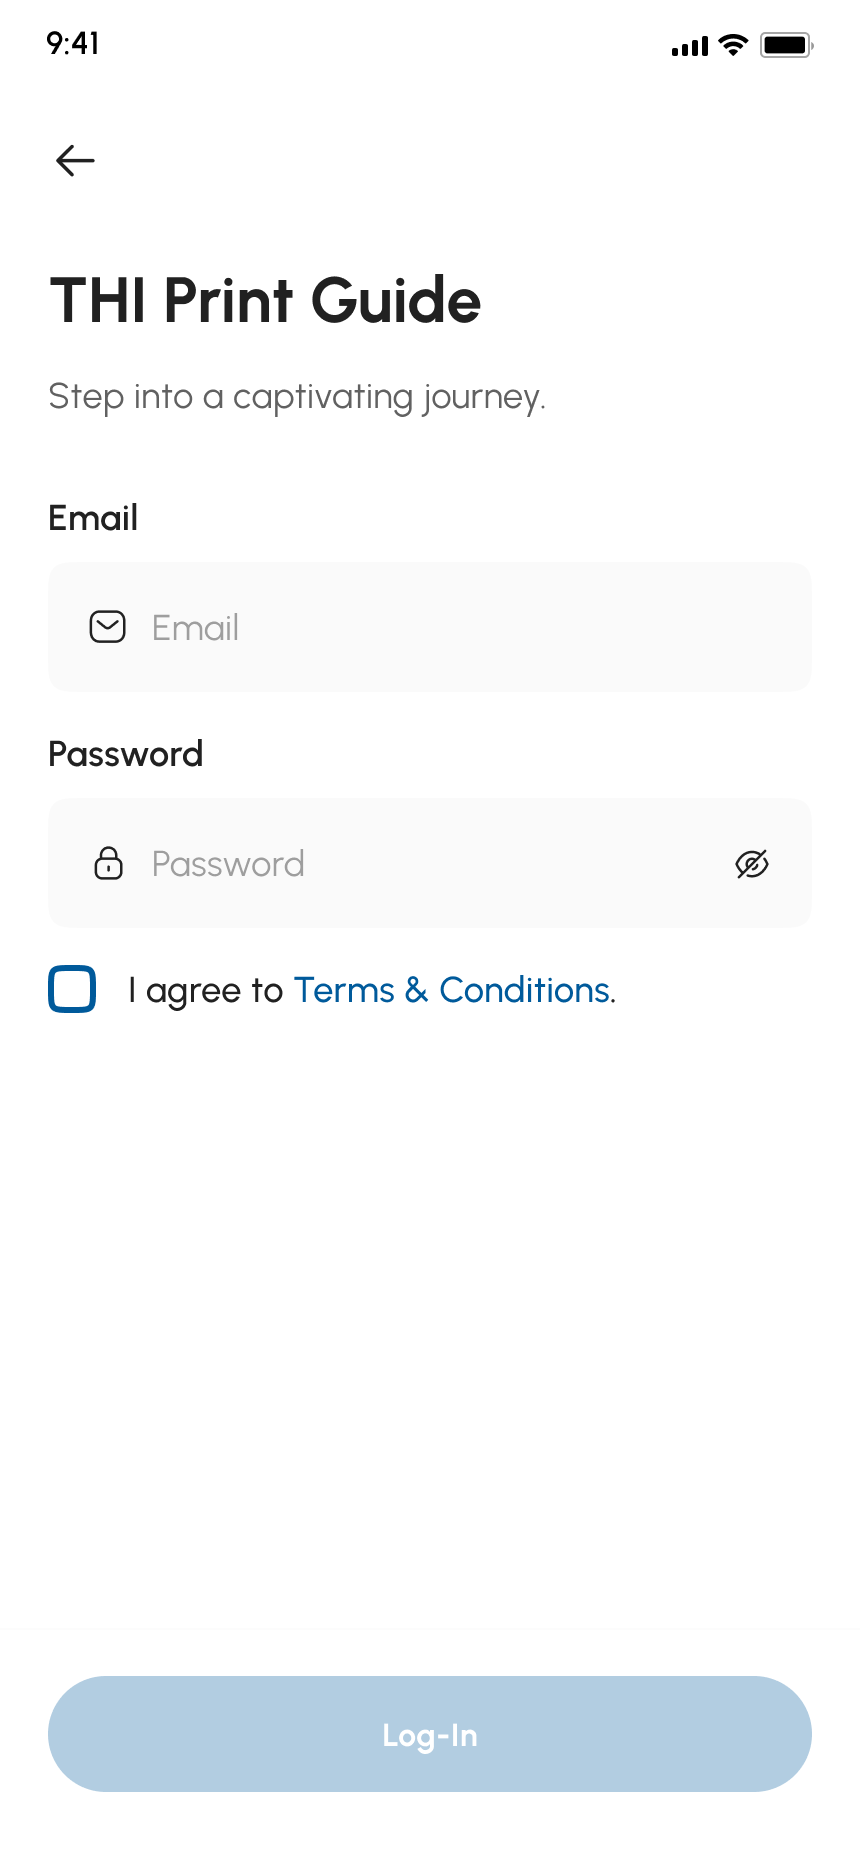 9:41
THI Print Guide
Step into a captivating journey.
Email
Email
Password
Password
I agree to Terms & Conditions.
Log-In